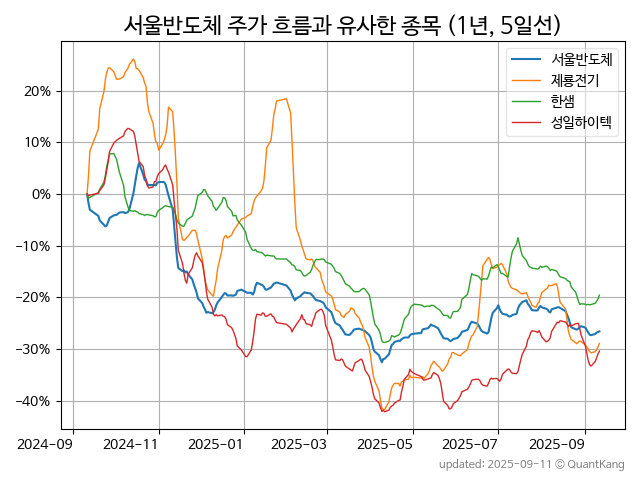 서울반도체 주가 흐름과 유사한 종목 (1년, 5일선)
서울반도체
제룡전기
한샘
성일하이텍
20%
10%
0%
−10%
−20%
−30%
−40%
2024-09 2024-11 2025-01 2025-03 2025-05 2025-07 2025-09
updated: 2025-09-11 © QuantKang